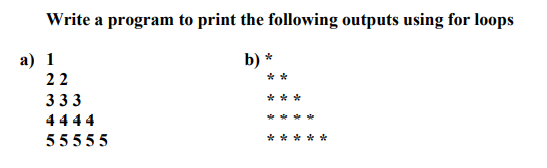 Write a program to print the following outputs using for loops
a) 1 b) *
2 2 * *
3 3 3 * * *
4 4 4 4 * * * *
5 5 5 5 5 * * * * *